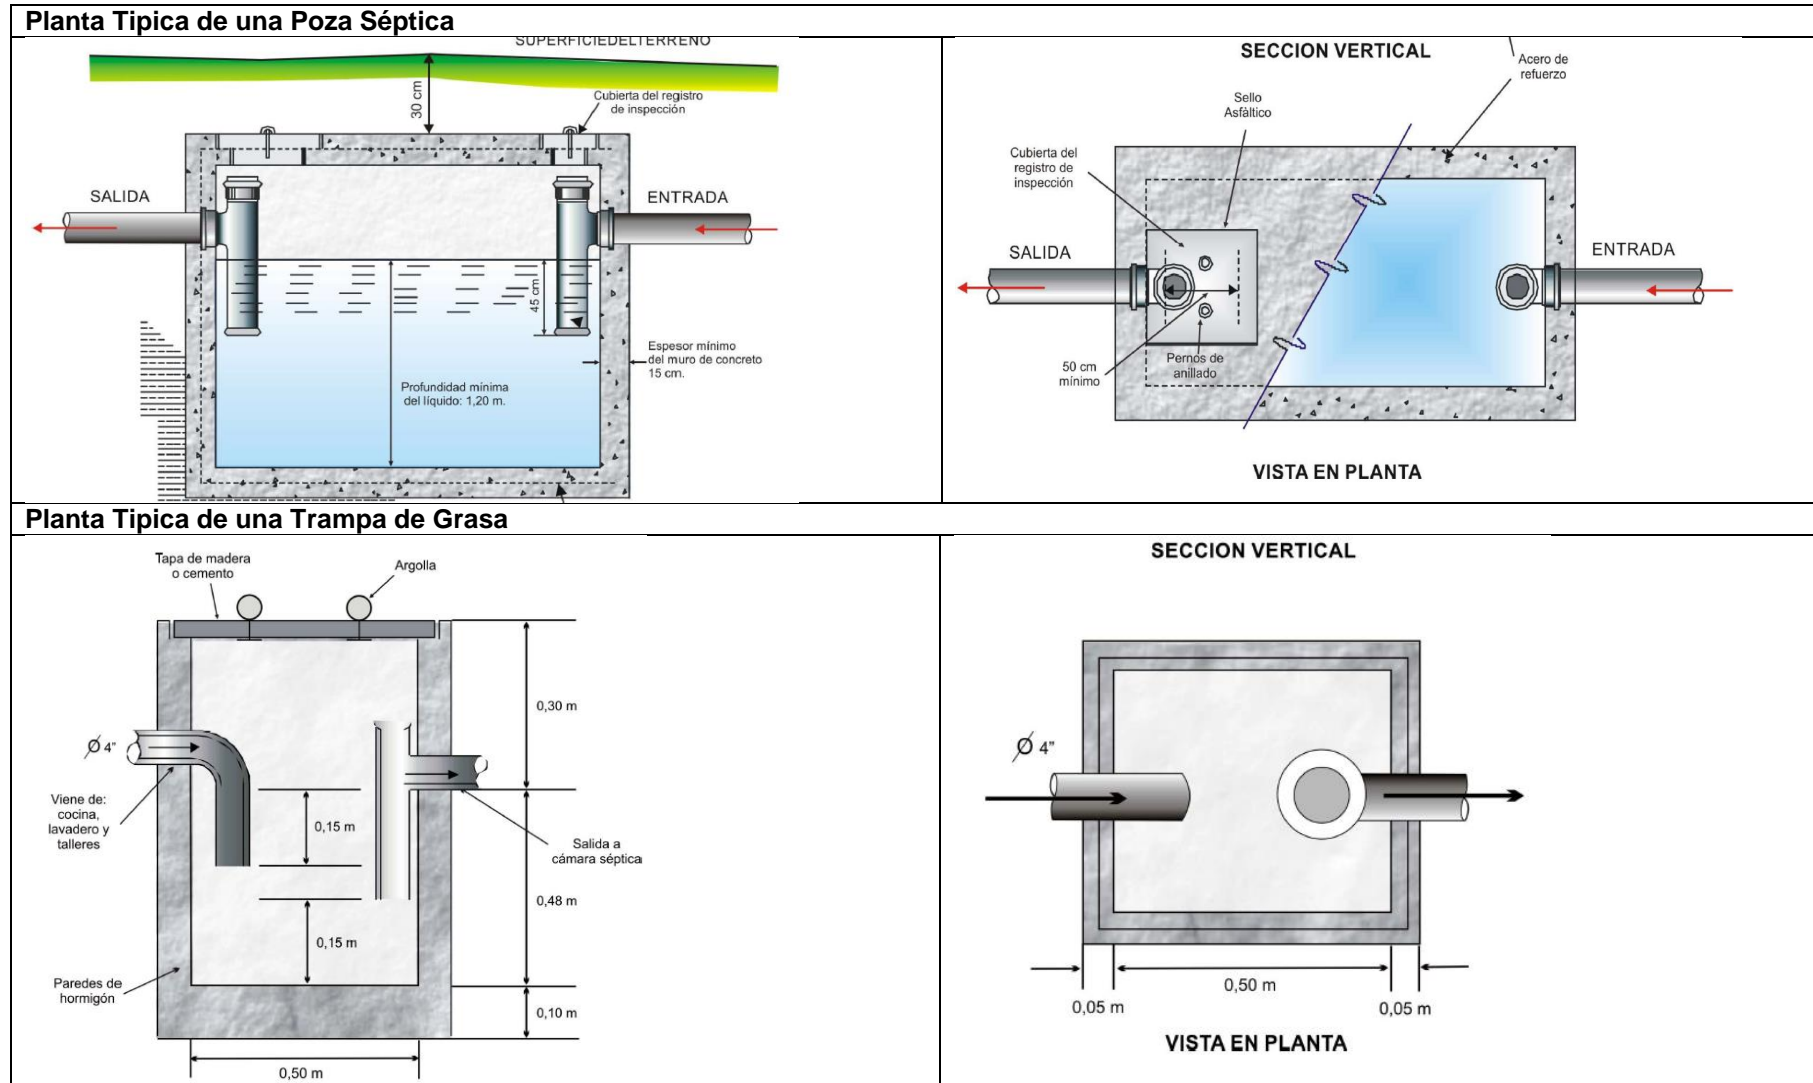 Planta Tipica de una Poza Séptica
SUPERFICIEDELTERRENO
30 cm
Cubierta del registro
de inspección
SALIDA
ENTRADA
45 cm
Espesor mínimo
del muro de concreto
15 cm.
Profundidad mínima
del líquido: 1,20 m.
SECCION VERTICAL
Acero de
refuerzo
Sello
Asfàltico
Cubierta del
registro de
inspección
SALIDA
ENTRADA
50 cm
mínimo
Pernos de
anillado
VISTA EN PLANTA
Planta Tipica de una Trampa de Grasa
Tapa de madera
o cemento
Argolla
Ø 4"
0,30 m
Viene de:
cocina,
lavadero y
talleres
0,15 m
Salida a
cámara séptica
0,48 m
0,15 m
Paredes de
hormigón
0,10 m
0,50 m
SECCION VERTICAL
Ø 4"
0,50 m
0,05 m
0,05 m
VISTA EN PLANTA